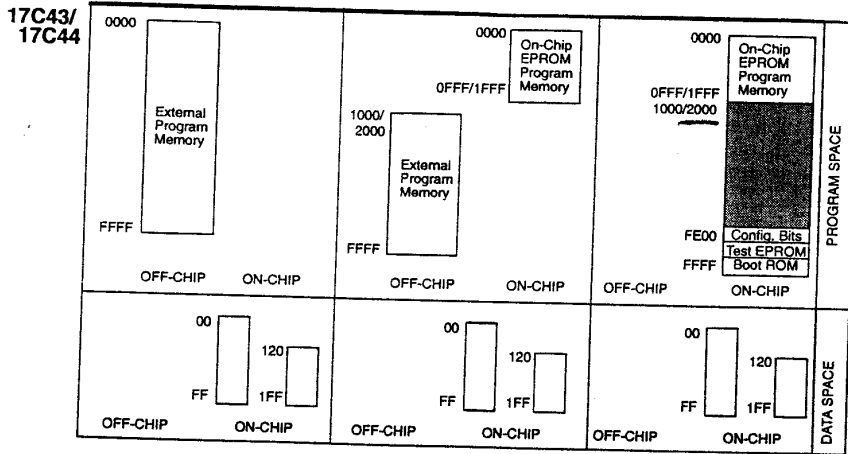 17C43/
17C44
0000
External
Program
Memory
FFFF
OFF-CHIP ON-CHIP
0000
On-Chip
EPROM
Program
Memory
0FFF/1FFF
1000/
2000
External
Program
Memory
FFFF
OFF-CHIP ON-CHIP
0000
On-Chip
EPROM
Program
Memory
0FFF/1FFF
1000/2000
FE00
Config. Bits
Test EPROM
FFFF
Boot ROM
OFF-CHIP ON-CHIP
PROGRAM SPACE
00
120
FF
1FF
OFF-CHIP ON-CHIP
00
120
FF
1FF
OFF-CHIP ON-CHIP
00
120
FF
1FF
OFF-CHIP ON-CHIP
DATA SPACE